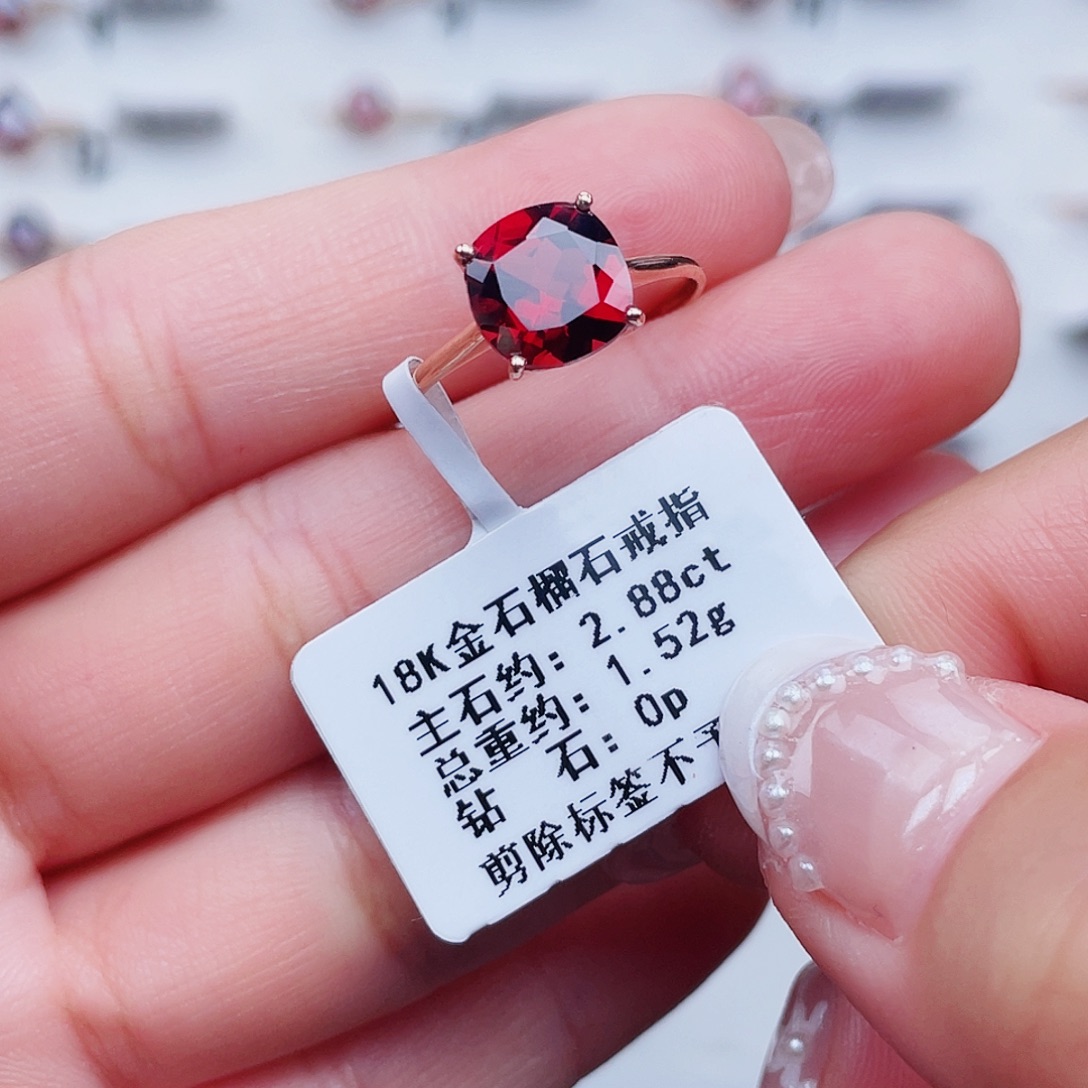 18K金石榴石戒指
主石约: 2.88ct
总重约: 1.52g
钻 石: 0p
剪除标签不